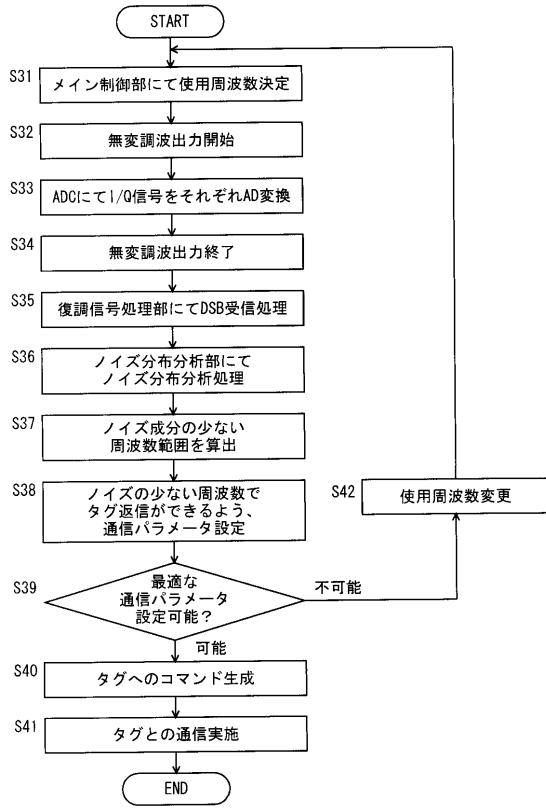 START
S31
メイン制御部にて使用周波数決定
S32
無変調波出力開始
S33
ADCにてI/Q信号をそれぞれAD変換
S34
無変調波出力終了
S35
復調信号処理部にてDSB受信処理
S36
ノイズ分布分析部にて
ノイズ分布分析処理
S37
ノイズ成分の少ない
周波数範囲を算出
S38
ノイズの少ない周波数で
タグ返信ができるよう、
通信パラメータ設定
S42
使用周波数変更
S39
最適な
通信パラメータ
設定可能?
不可能
可能
S40
タグへのコマンド生成
S41
タグとの通信実施
END